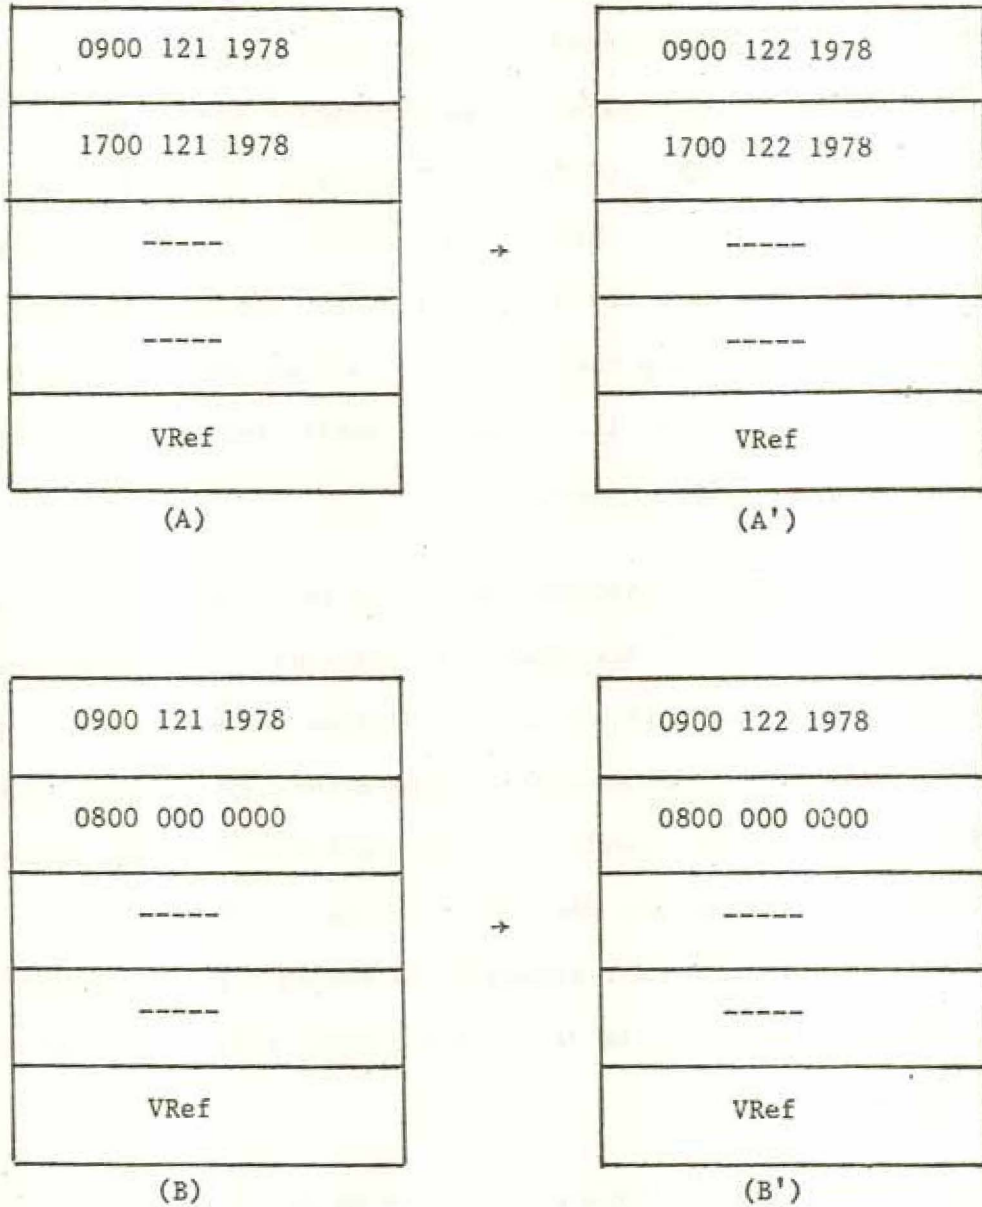 0900 121 1978
1700 121 1978
-----
-----
VRef
(A)
→
0900 122 1978
1700 122 1978
-----
-----
VRef
(A')
0900 121 1978
0800 000 0000
-----
-----
VRef
(B)
→
0900 122 1978
0800 000 0000
-----
-----
VRef
(B')